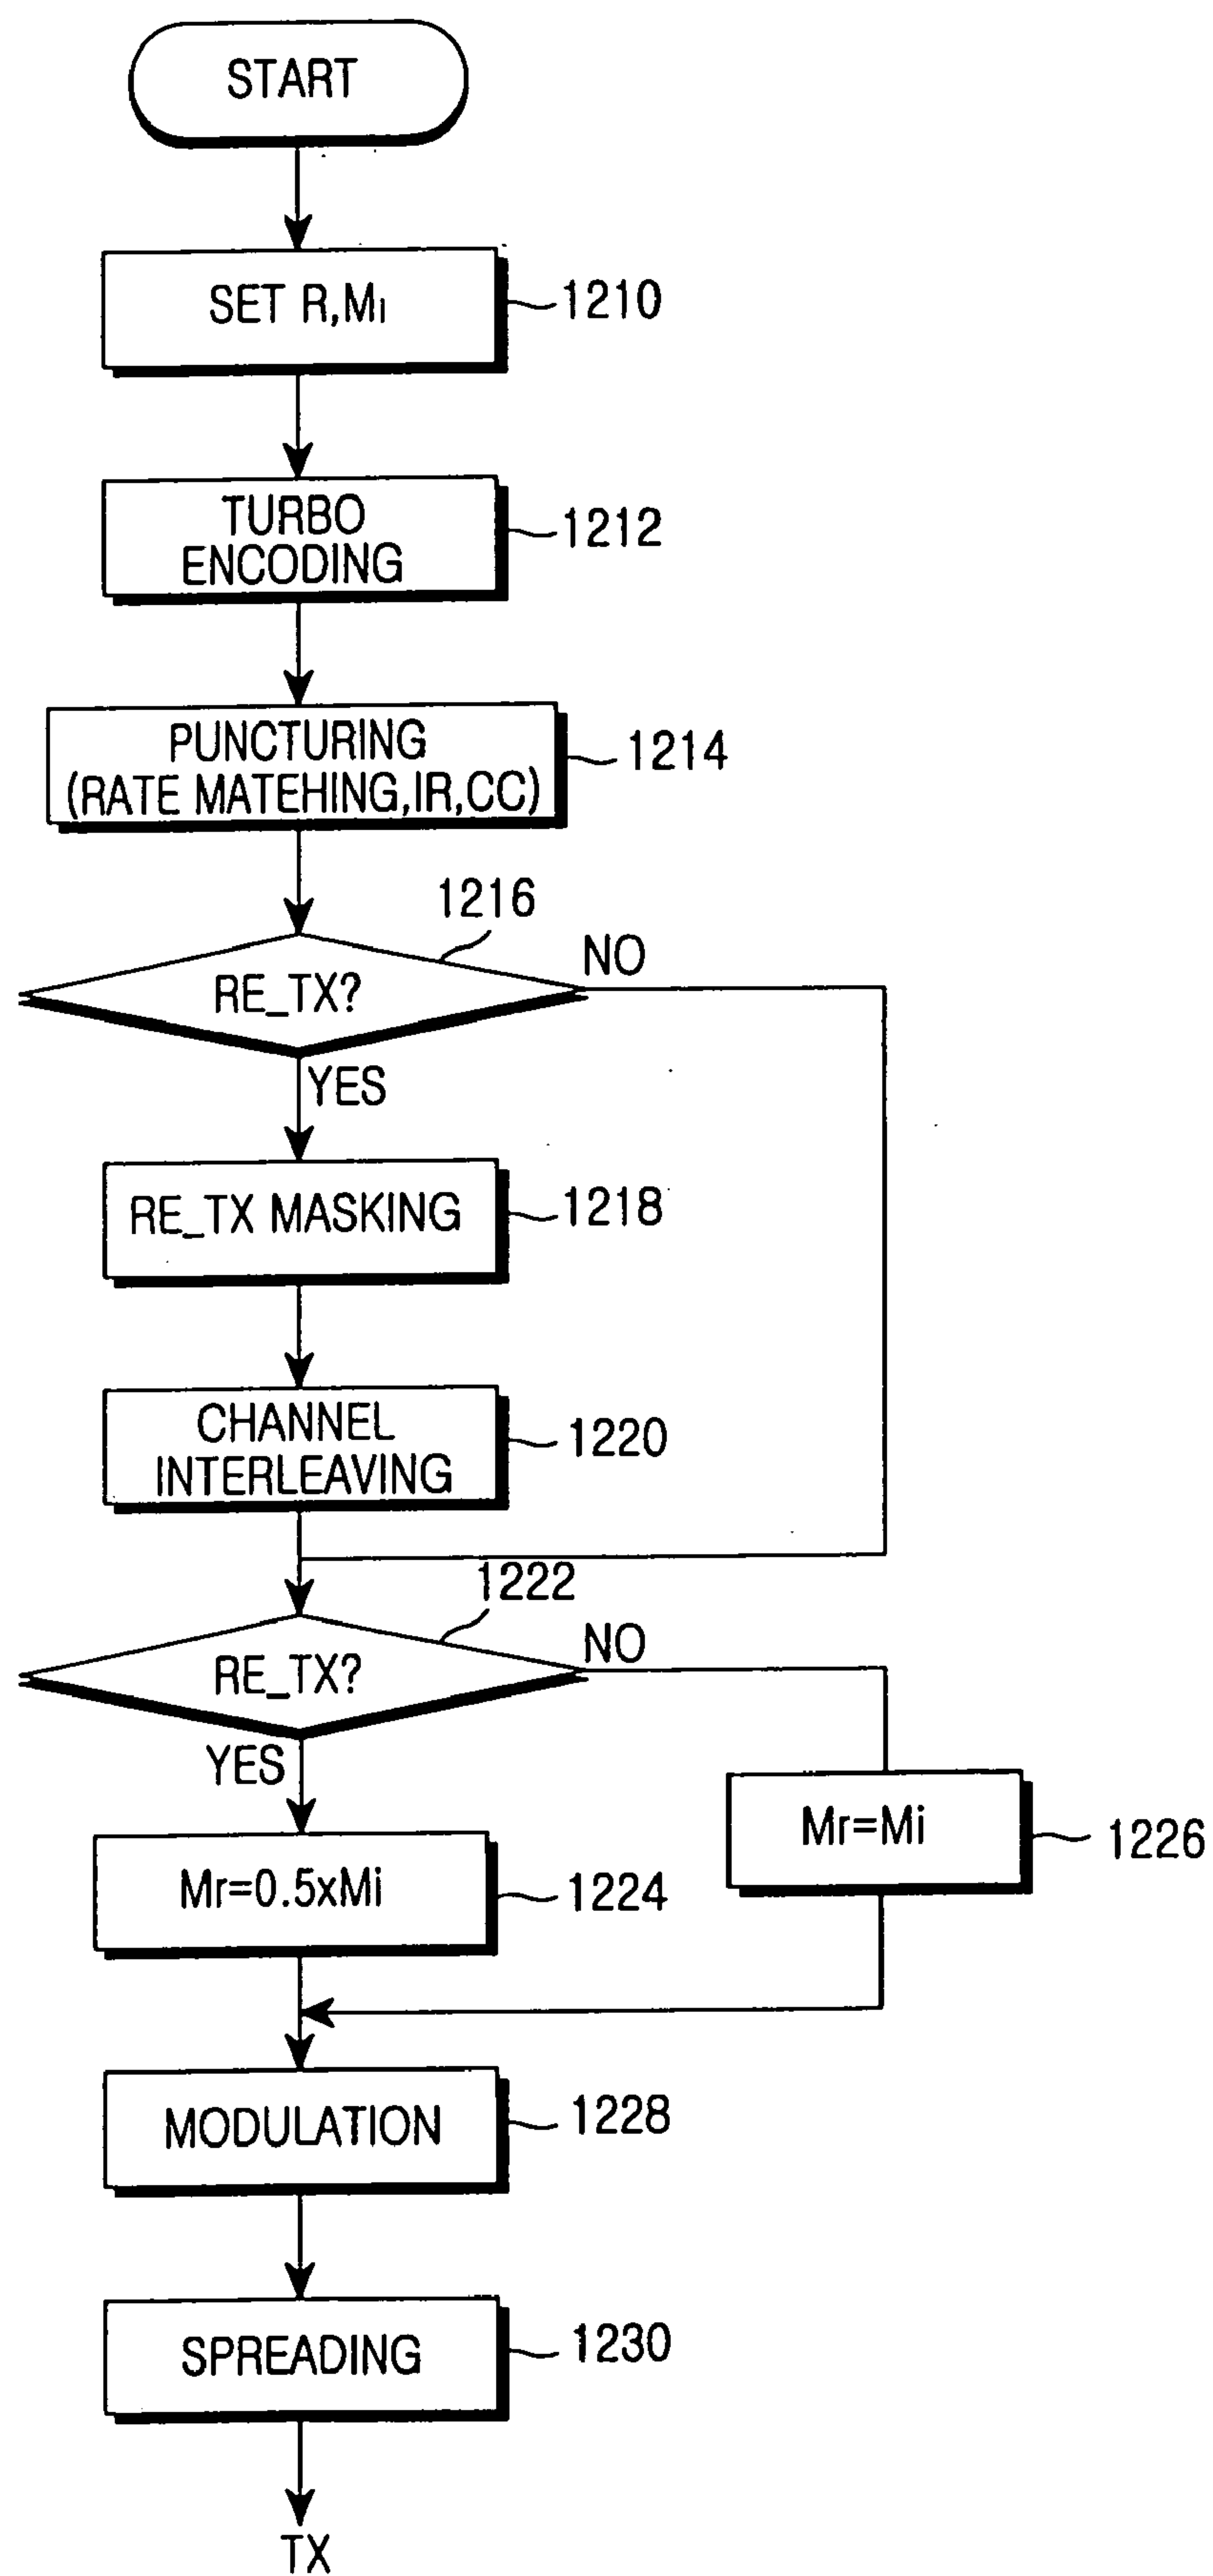 START
SET R,Mi
1210
TURBO
ENCODING
1212
PUNCTURING
(RATE MATEHING,IR,CC)
1214
1216
RE_TX?
NO
YES
RE_TX MASKING
1218
CHANNEL
INTERLEAVING
1220
1222
RE_TX?
NO
YES
Mr=0.5xMi
1224
Mr=Mi
1226
MODULATION
1228
SPREADING
1230
TX